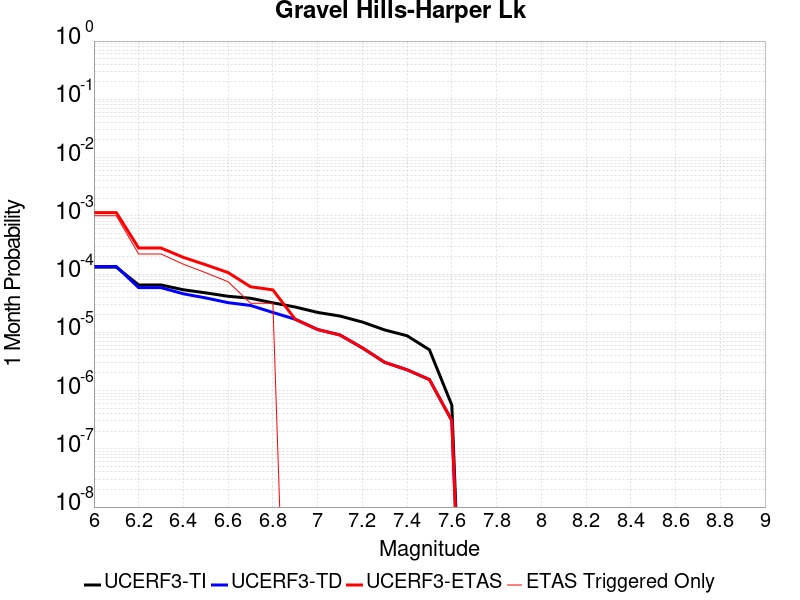 Gravel Hills-Harper Lk
10^0
10^-1
10^-2
10^-3
10^-4
10^-5
10^-6
10^-7
10^-8
1 Month Probability
6 6.2 6.4 6.6 6.8 7 7.2 7.4 7.6 7.8 8 8.2 8.4 8.6 8.8 9
Magnitude
UCERF3-TI UCERF3-TD UCERF3-ETAS ETAS Triggered Only